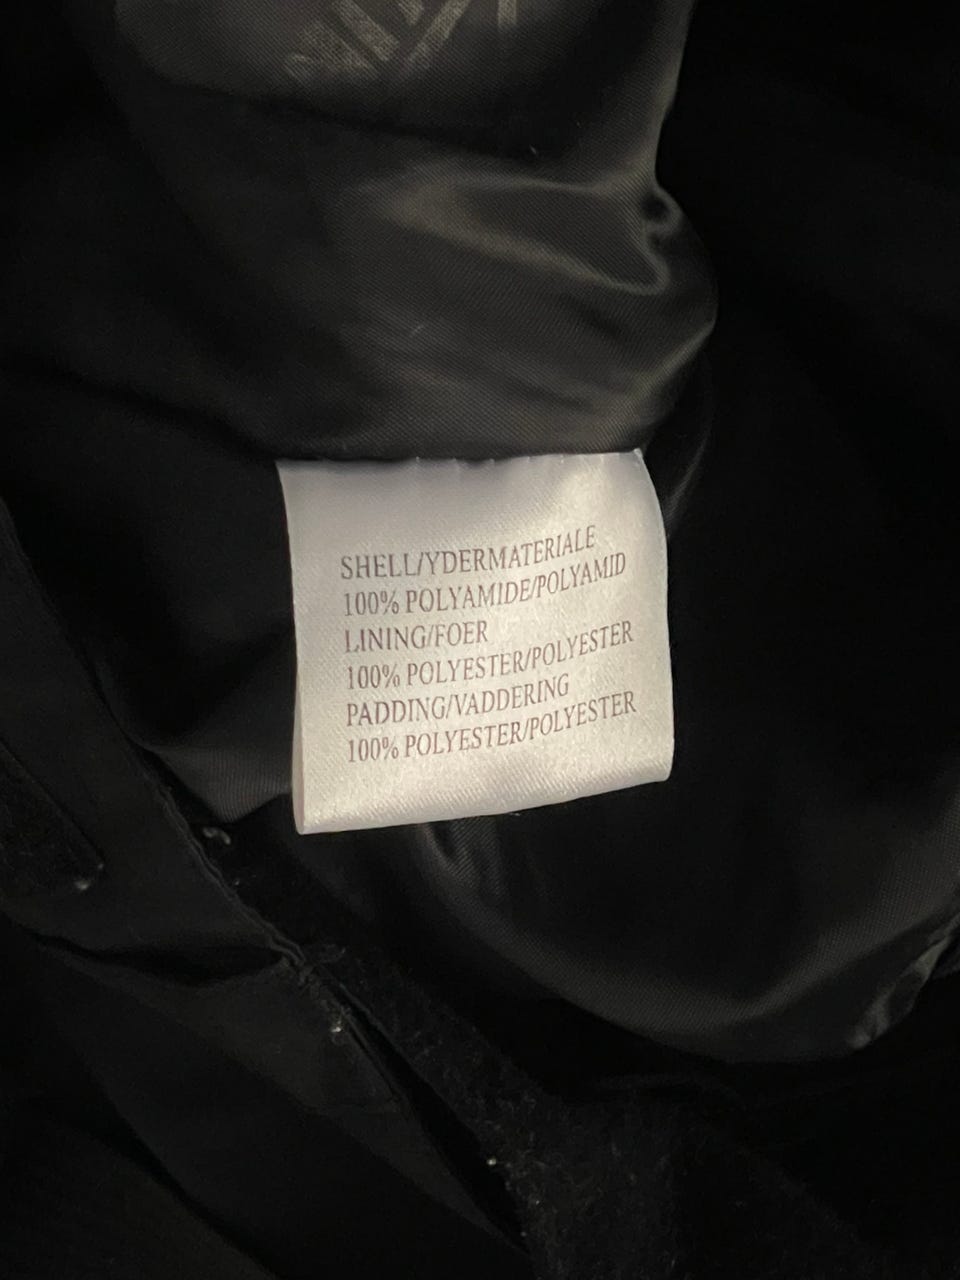 SHELL/YDERMATERIALE
100% POLYAMIDE/POLYAMID
LINING/FOER
100% POLYESTER/POLYESTER
PADDING/VADDERING
100% POLYESTER/POLYESTER